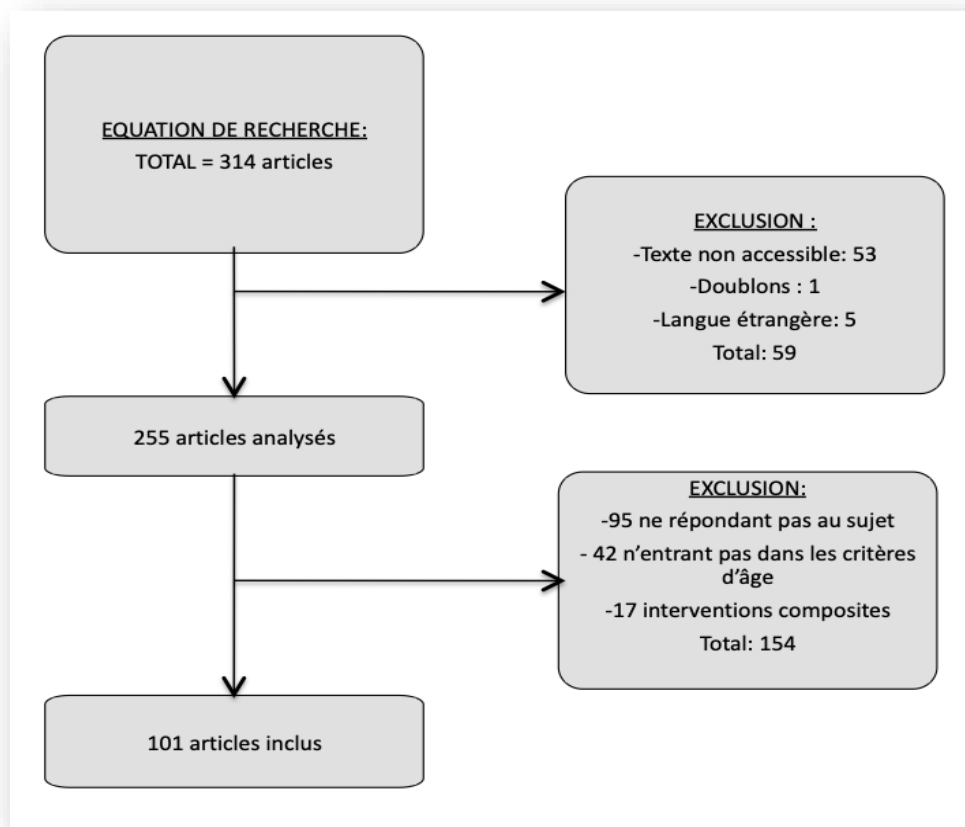 EQUATION DE RECHERCHE:
TOTAL = 314 articles
EXCLUSION :
-Texte non accessible: 53
-Doublons : 1
-Langue étrangère: 5
Total: 59
255 articles analysés
EXCLUSION:
-95 ne répondant pas au sujet
- 42 n’entrant pas dans les critères
d’âge
-17 interventions composites
Total: 154
101 articles inclus